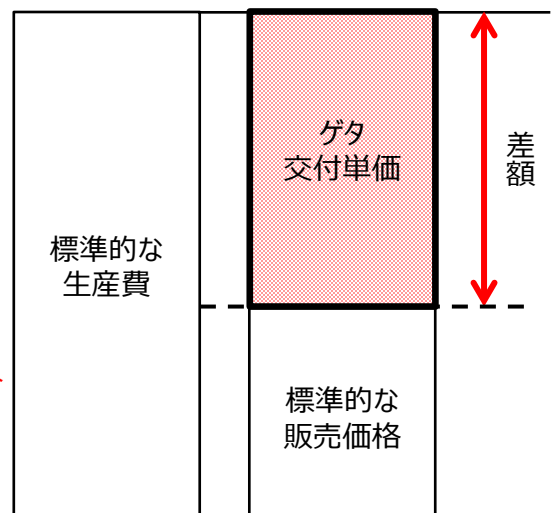 標準的な
生産費
ゲタ
交付単価
差額
標準的な
販売価格